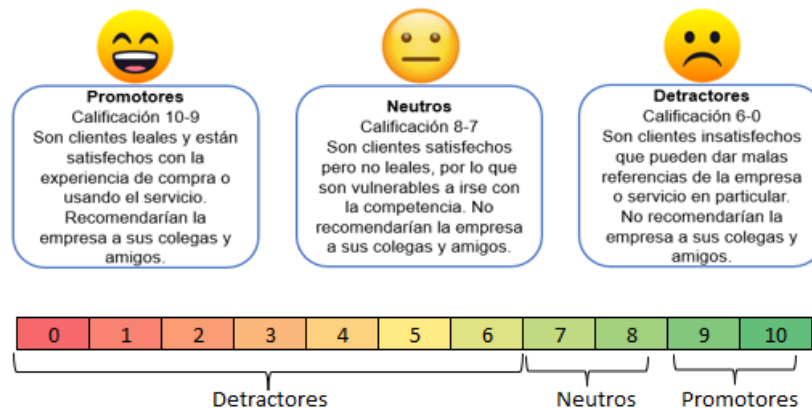 Promotores
Calificación 10-9
Son clientes leales y están
satisfechos con la
experiencia de compra o
usando el servicio.
Recomendarían la
empresa a sus colegas y
amigos.
Neutros
Calificación 8-7
Son clientes satisfechos
pero no leales, por lo que
son vulnerables a irse con
la competencia. No
recomendarían la empresa
a sus colegas y amigos.
Detractores
Calificación 6-0
Son clientes insatisfechos
que pueden dar malas
referencias de la empresa
o servicio en particular.
No recomendarían la
empresa a sus colegas y
amigos.
0 1 2 3 4 5 6 7 8 9 10
Detractores Neutros Promotores